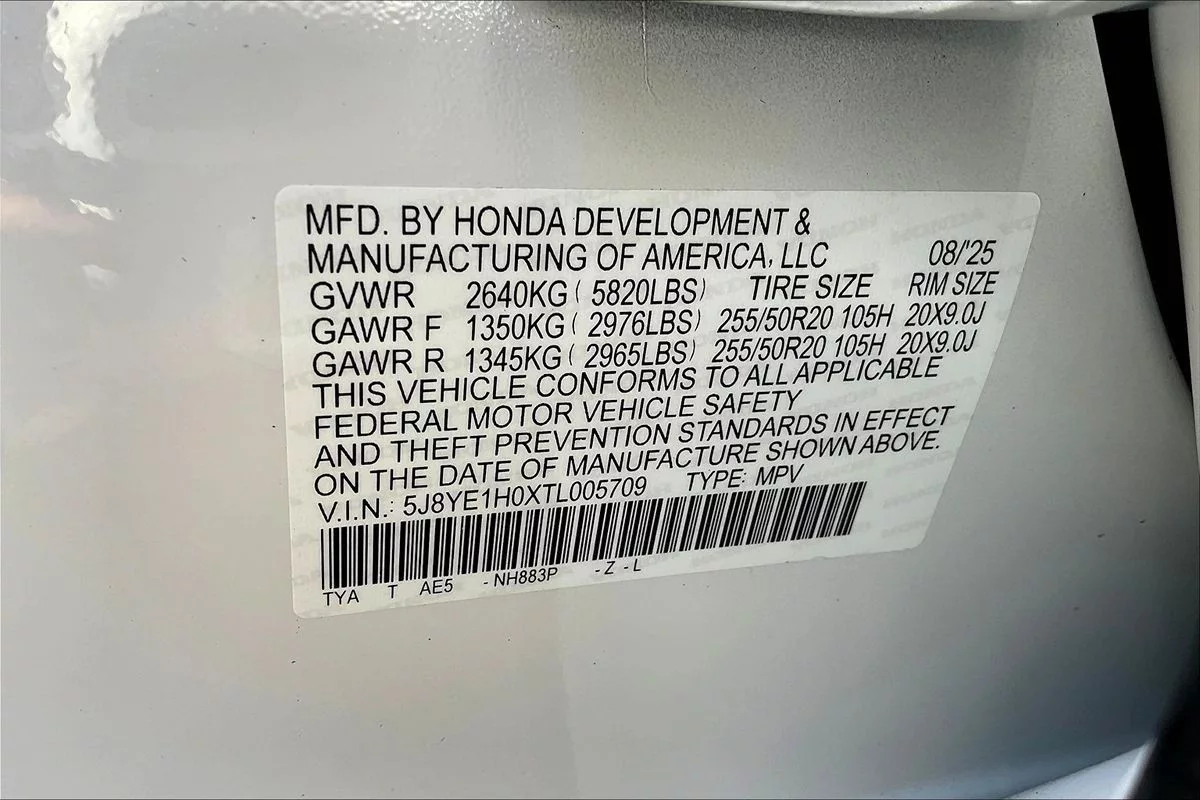 MFD. BY HONDA DEVELOPMENT &
MANUFACTURING OF AMERICA, LLC 08/'25
GVWR 2640KG ( 5820LBS) TIRE SIZE RIM SIZE
GAWR F 1350KG ( 2976LBS) 255/50R20 105H 20X9.0J
GAWR R 1345KG ( 2965LBS) 255/50R20 105H 20X9.0J
THIS VEHICLE CONFORMS TO ALL APPLICABLE
FEDERAL MOTOR VEHICLE SAFETY
AND THEFT PREVENTION STANDARDS IN EFFECT
ON THE DATE OF MANUFACTURE SHOWN ABOVE.
V.I.N.: 5J8YE1H0XTL005709 TYPE: MPV
TYA T AE5 -NH883P -Z -L